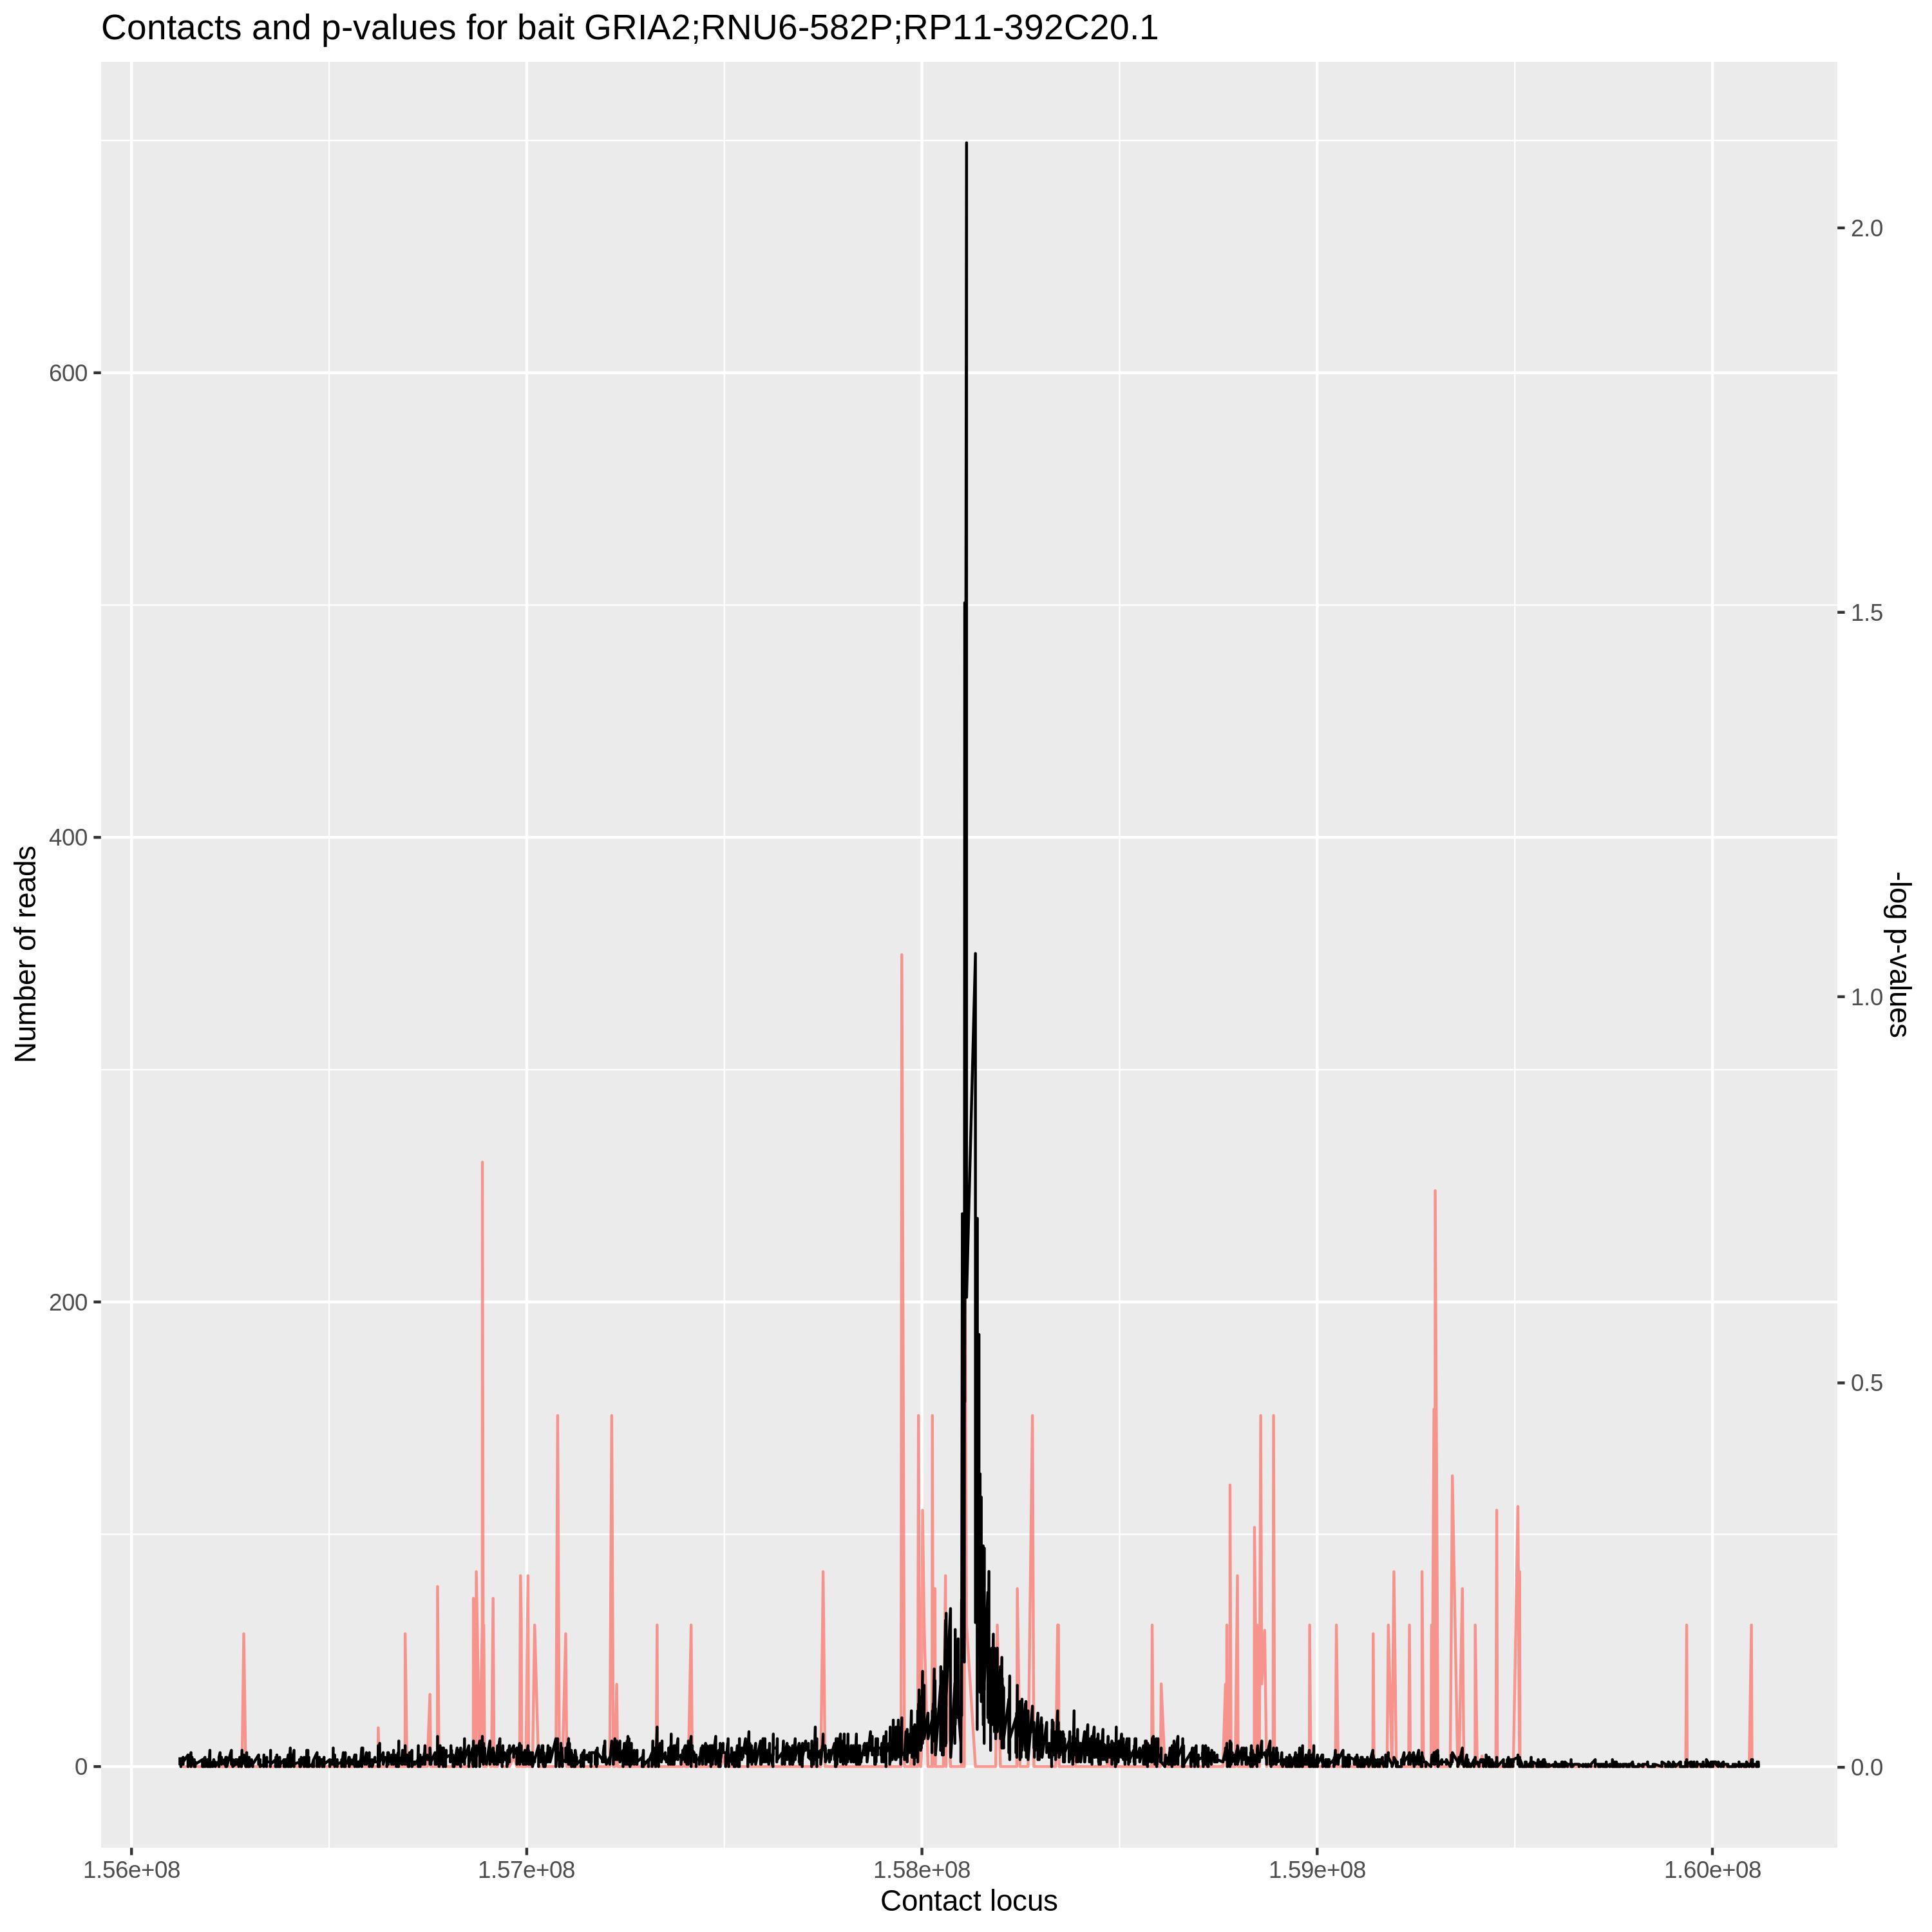 Contacts and p-values for bait GRIA2;RNU6-582P;RP11-392C20.1
Number of reads
600
400
200
0
2.0
1.5
1.0
0.5
0.0
-log p-values
1.56e+08 1.57e+08 1.58e+08 1.59e+08 1.60e+08
Contact locus